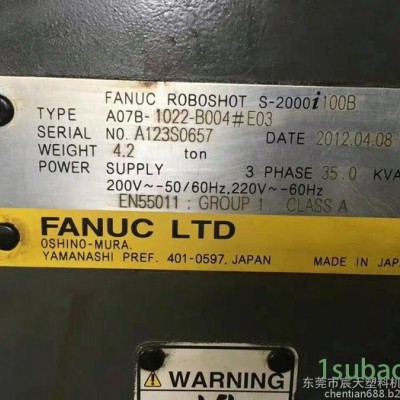 FANUC ROBOSHOT S-2000i100B
TYPE A07B-1022-B004#E03
SERIAL NO. A123S0657 DATE 2012.04.08
WEIGHT 4.2 ton
POWER SUPPLY 3 PHASE 35.0 KVA
200V~-50/60Hz,220V~-60Hz
EN55011 : GROUP 1, CLASS A
FANUC LTD
OSHINO-MURA.
YAMANASHI PREF. 401-0597, JAPAN MADE IN JAP
WARNING
1subao
东莞市辰天塑料机
chentian688.b2